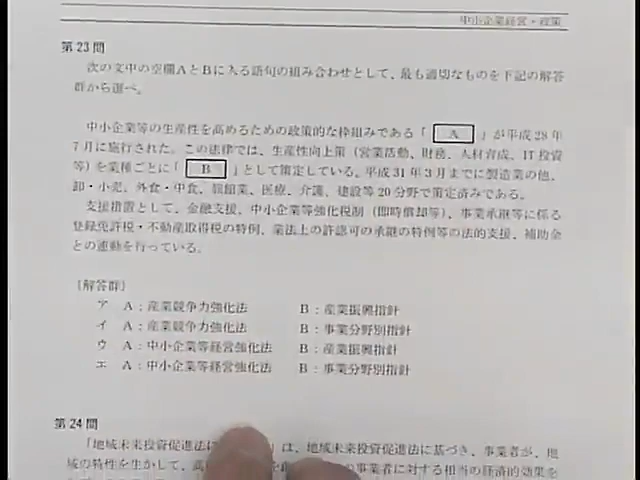 中小企業経営・政策
第23問
次の文中の空欄AとBに入る語句の組み合わせとして、最も適切なものを下記の解答
群から選べ。
中小企業等の生産性を高めるための政策的な枠組みである「 A 」が平成28年
7月に施行された。この法律では、生産性向上策（営業活動、財務、人材育成、IT投資
等）を業種ごとに「 B 」として策定している。平成31年3月までに製造業の他、
卸・小売、外食・中食、旅館業、医療、介護、建設等20分野で策定済みである。
支援措置として、金融支援、中小企業等強化税制（即時償却等）、事業承継等に係る
登録免許税・不動産取得税の特例、業法上の許認可の承継の特例等の法的支援、補助金
との連動を行っている。
〔解答群〕
ア A：産業競争力強化法 B：産業振興指針
イ A：産業競争力強化法 B：事業分野別指針
ウ A：中小企業等経営強化法 B：産業振興指針
エ A：中小企業等経営強化法 B：事業分野別指針
第24問
「地域未来投資促進法に 」は、地域未来投資促進法に基づき、事業者が、地
域の特性を生かして、高 の事業者に対する相当の経済的効果を